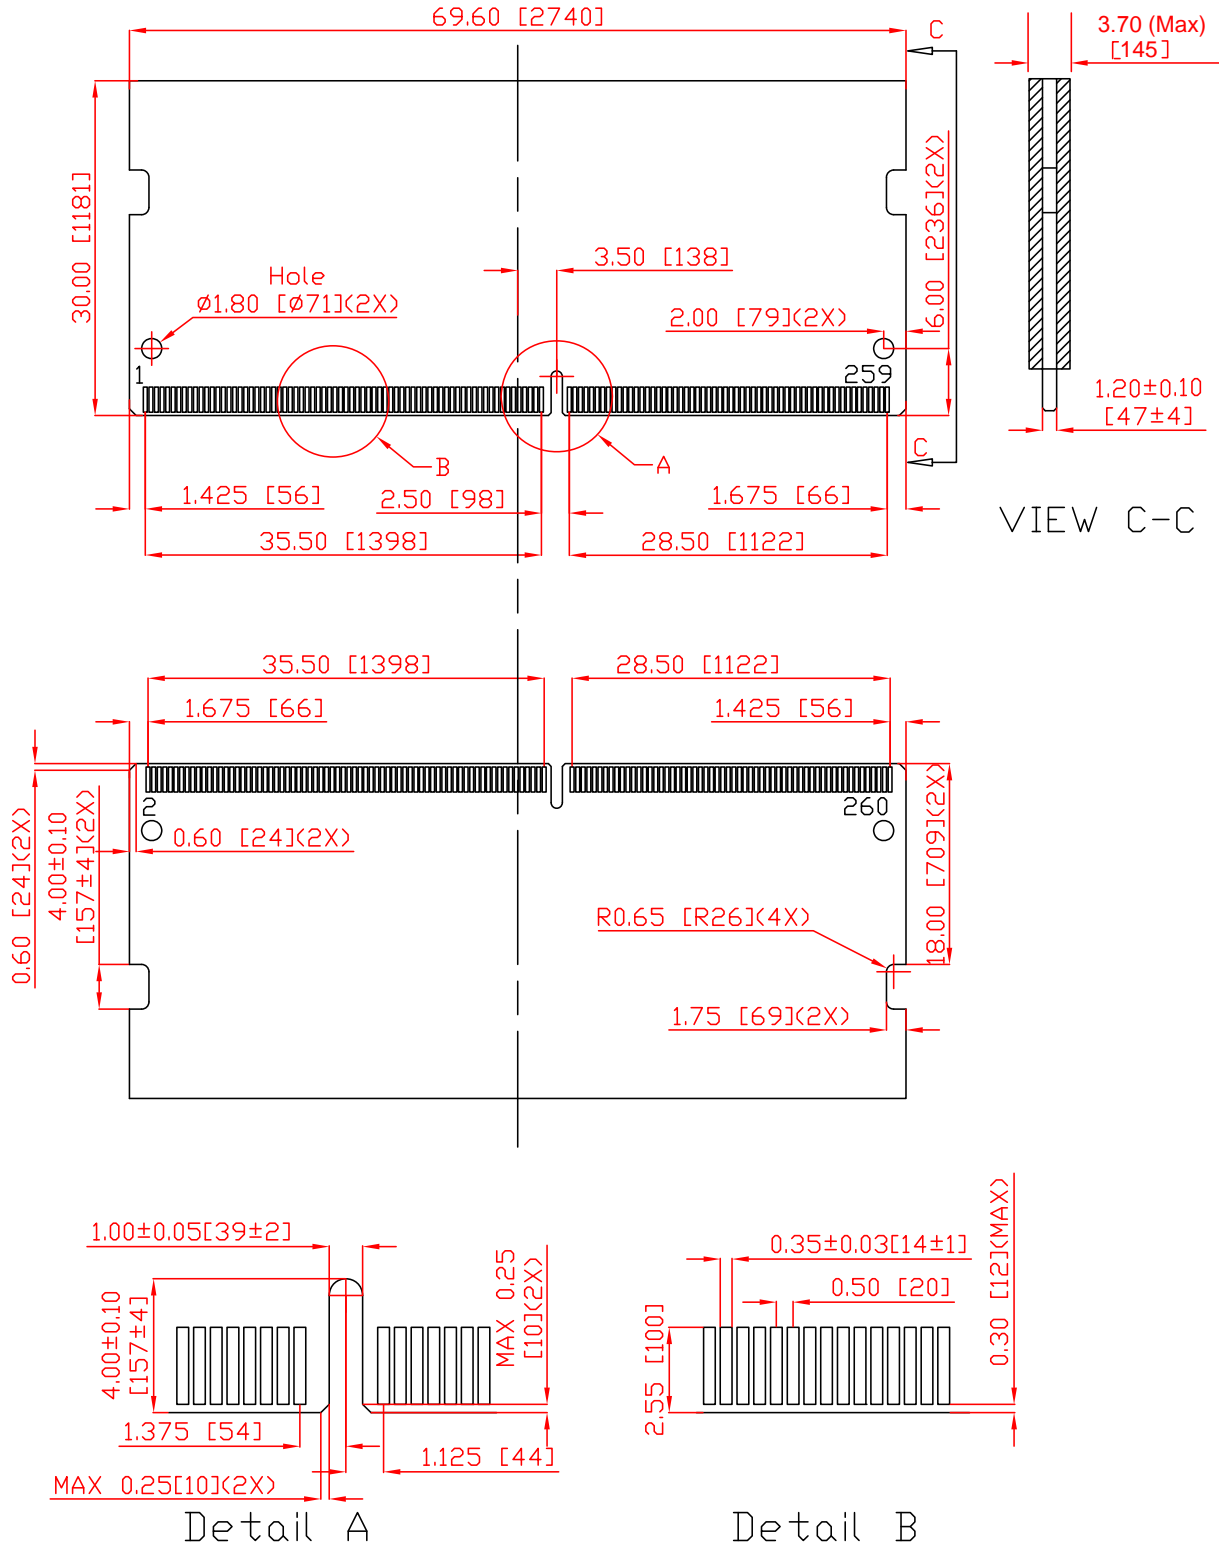 69.60 [2740]
C
3.70 (Max)
[145]
30.00 [1181]
6.00 [236](2X)
3.50 [138]
Hole
ø1.80 [ø71](2X)
2.00 [79](2X)
1
259
1.20±0.10
[47±4]
B
A
C
1.425 [56]
2.50 [98]
1.675 [66]
35.50 [1398]
28.50 [1122]
VIEW C-C
35.50 [1398]
28.50 [1122]
1.675 [66]
1.425 [56]
2
260
0.60 [24](2X)
4.00±0.10
[157±4](2X)
0.60 [24](2X)
18.00 [709](2X)
R0.65 [R26](4X)
1.75 [69](2X)
1.00±0.05[39±2]
4.00±0.10
[157±4]
MAX 0.25
[10](2X)
1.375 [54]
1.125 [44]
MAX 0.25[10](2X)
Detail A
0.35±0.03[14±1]
0.50 [20]
2.55 [100]
0.30 [12](MAX)
Detail B